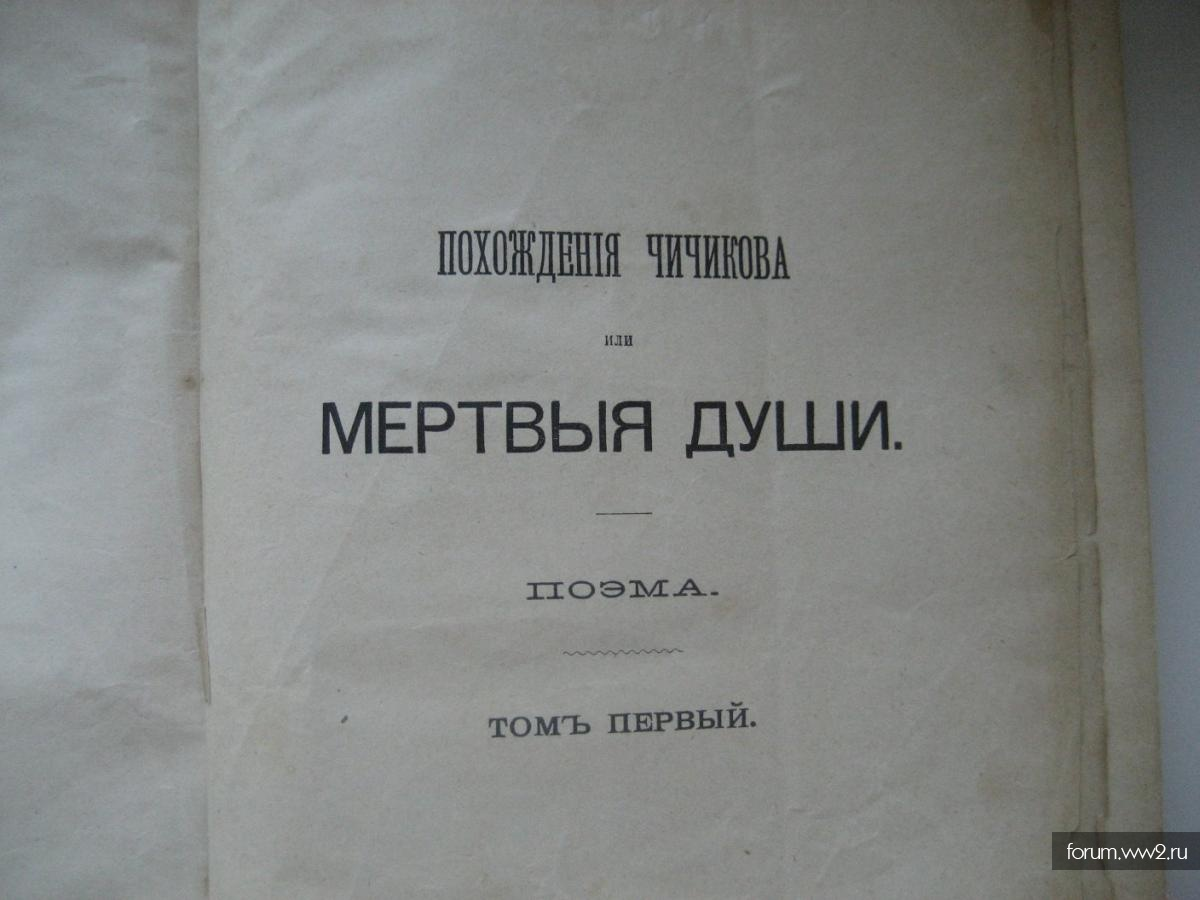 ПОХОЖДЕНІЯ ЧИЧИКОВА
или
МЕРТВЫЯ ДУШИ.
ПОЭМА.
ТОМЪ ПЕРВЫЙ.
forum.ww2.ru